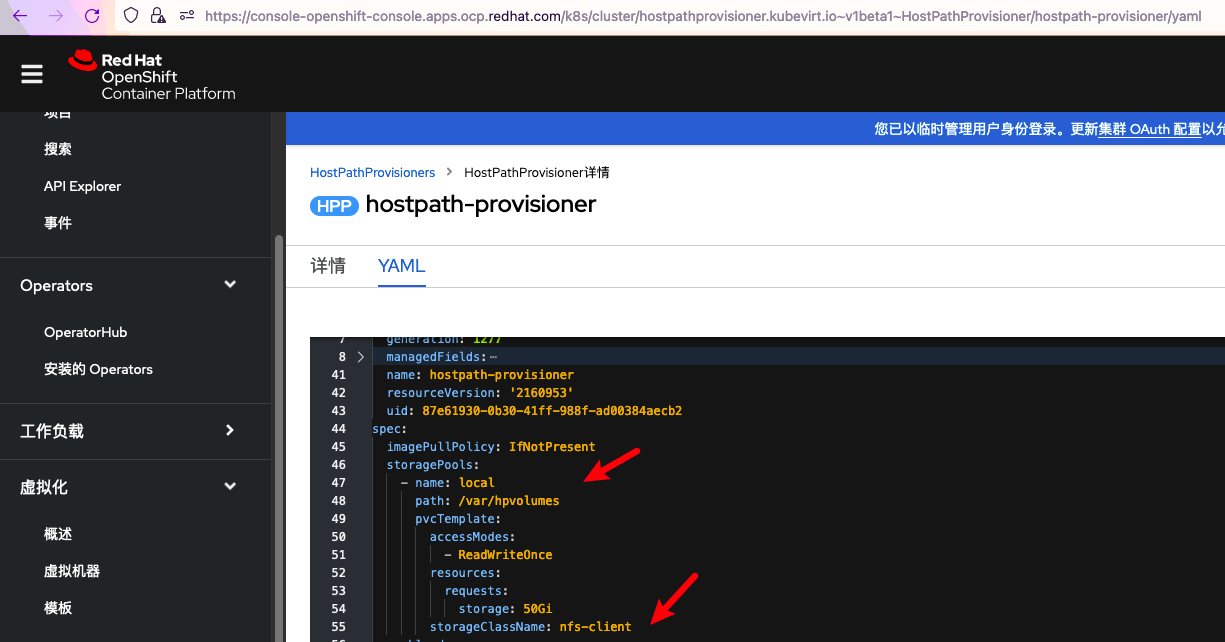 https://console-openshift-console.apps.ocp.redhat.com/k8s/cluster/hostpathprovisioner.kubevirt.io~v1beta1~HostPathProvisioner/hostpath-provisioner/yaml
Red Hat
OpenShift
Container Platform
项目
搜索
API Explorer
事件
Operators
OperatorHub
安装的 Operators
工作负载
虚拟化
概述
虚拟机器
模板
您已以临时管理用户身份登录。更新集群 OAuth 配置以允
HostPathProvisioners > HostPathProvisioner详情
HPP hostpath-provisioner
详情 YAML
7 generation: 1277
8 managedFields:
41 name: hostpath-provisioner
42 resourceVersion: '2160953'
43 uid: 87e61930-0b30-41ff-988f-ad00384aecb2
44 spec:
45 imagePullPolicy: IfNotPresent
46 storagePools:
47 - name: local
48 path: /var/hpvolumes
49 pvcTemplate:
50 accessModes:
51 - ReadWriteOnce
52 resources:
53 requests:
54 storage: 50Gi
55 storageClassName: nfs-client